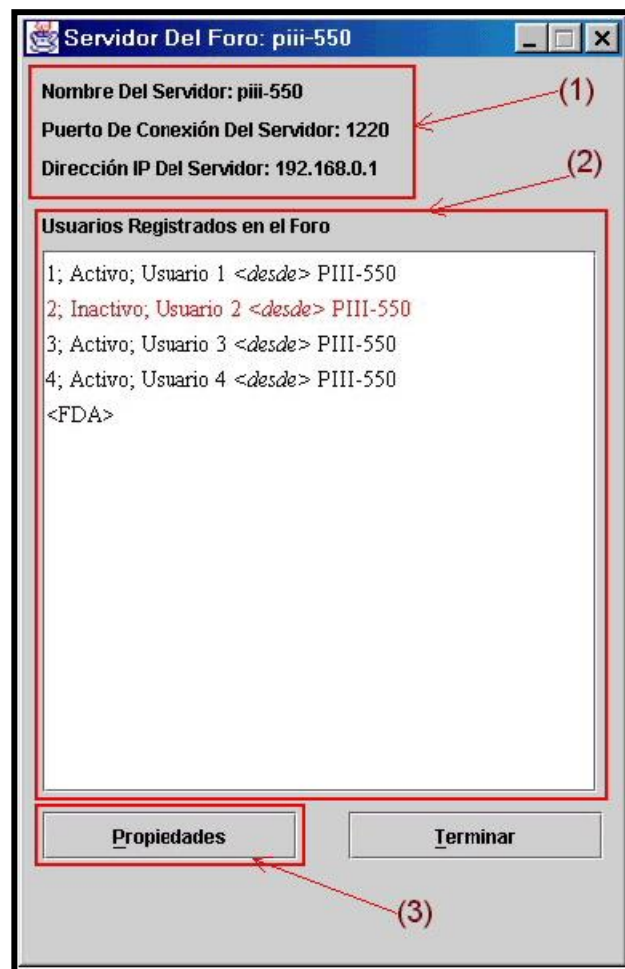 Servidor Del Foro: piii-550
Nombre Del Servidor: piii-550
(1)
Puerto De Conexión Del Servidor: 1220
Dirección IP Del Servidor: 192.168.0.1
(2)
Usuarios Registrados en el Foro
1; Activo; Usuario 1 <desde> PIII-550
2; Inactivo; Usuario 2 <desde> PIII-550
3; Activo; Usuario 3 <desde> PIII-550
4; Activo; Usuario 4 <desde> PIII-550
<FDA>
Propiedades
Terminar
(3)